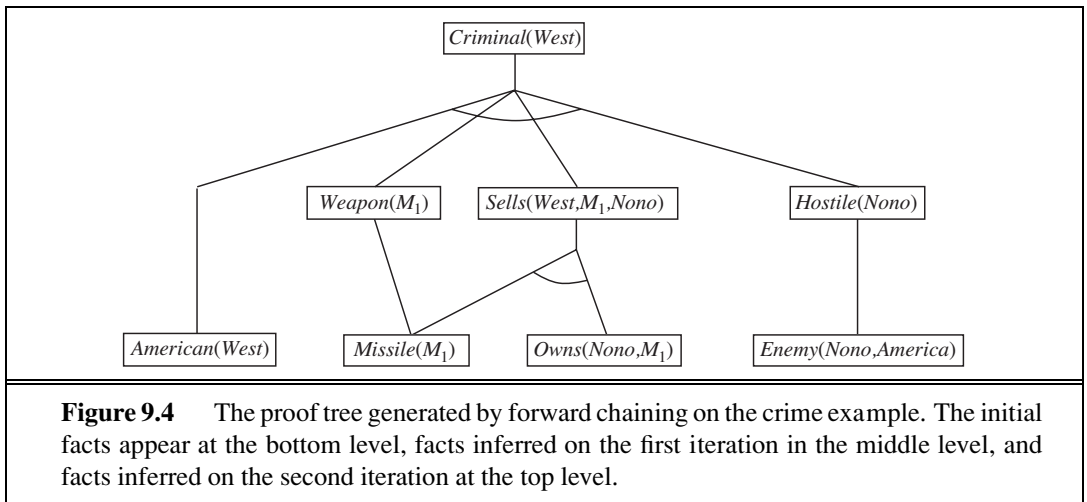 Criminal(West)
Weapon(M₁) Sells(West,M₁,Nono) Hostile(Nono)
American(West) Missile(M₁) Owns(Nono,M₁) Enemy(Nono,America)
Figure 9.4 The proof tree generated by forward chaining on the crime example. The initial
facts appear at the bottom level, facts inferred on the first iteration in the middle level, and
facts inferred on the second iteration at the top level.